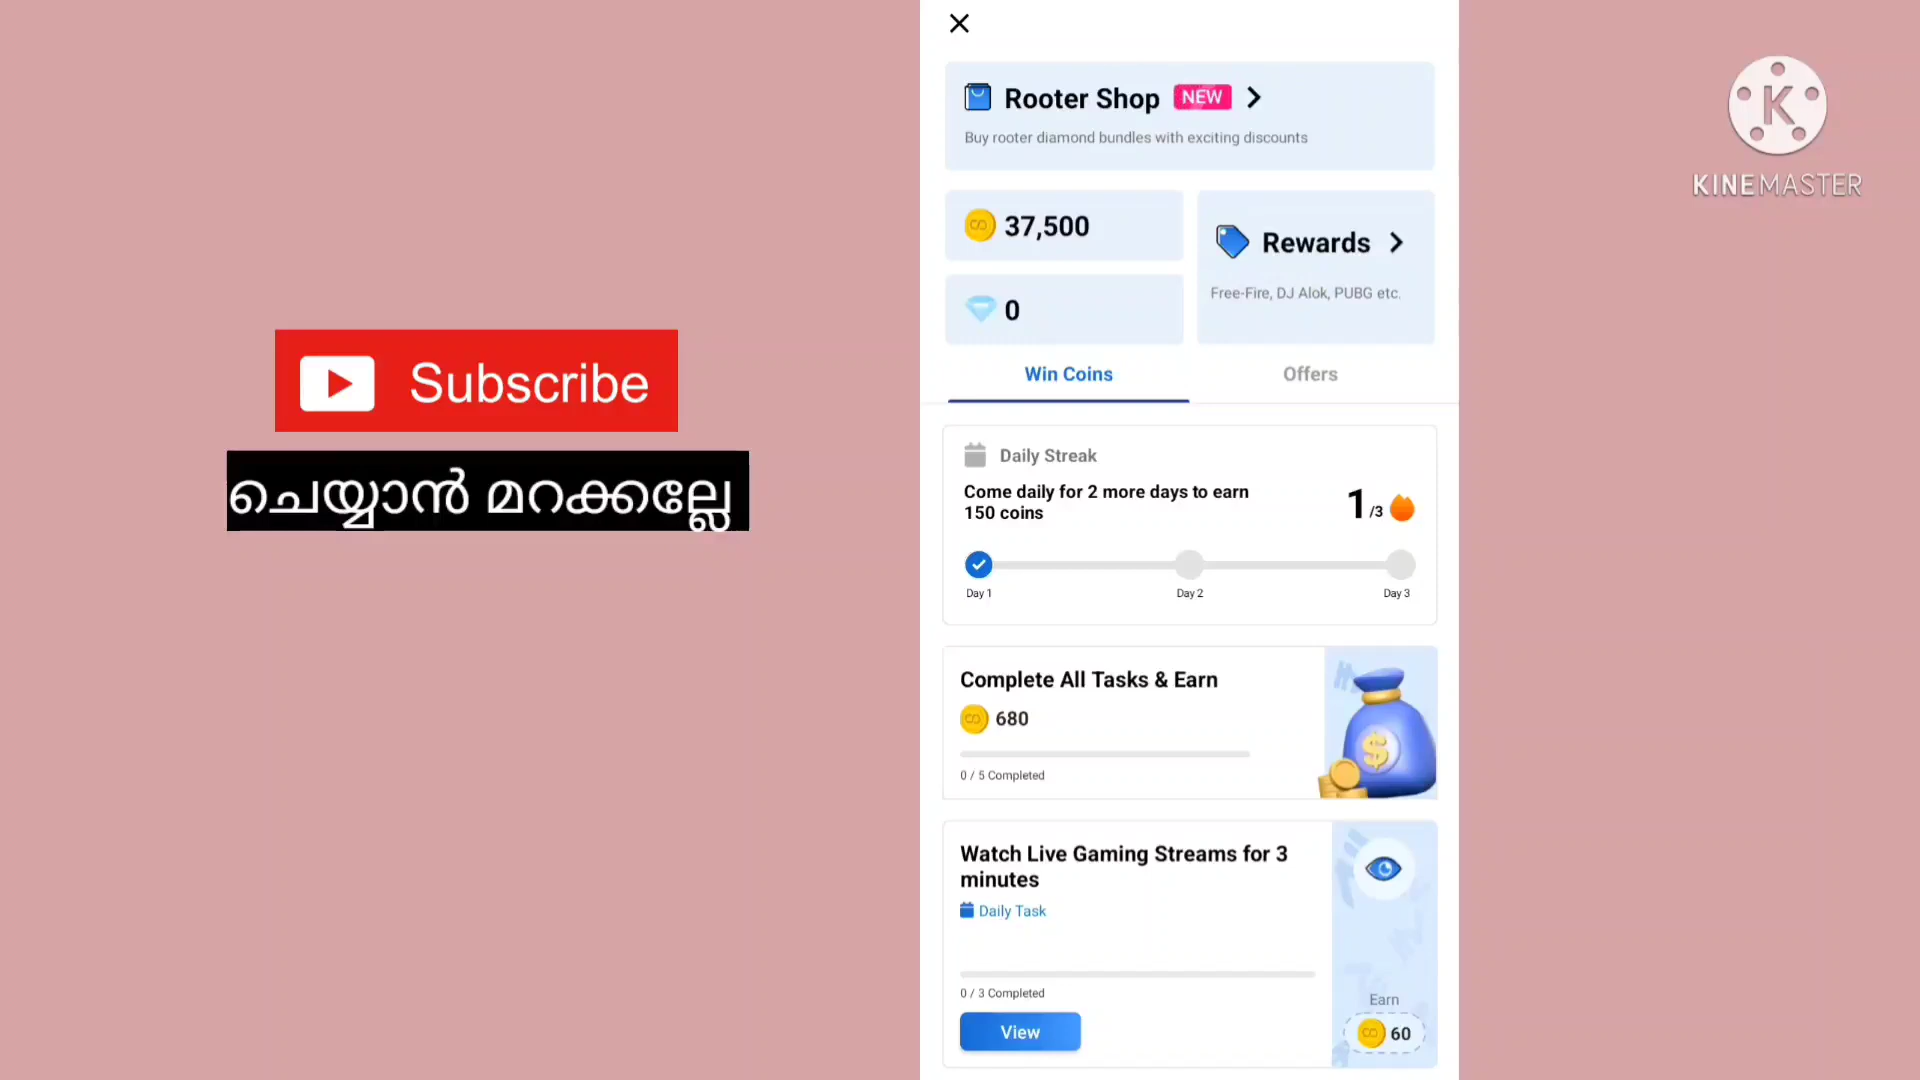 Rooter Shop NEW
Buy rooter diamond bundles with exciting discounts
37,500
Rewards
Free-Fire, DJ Alok, PUBG etc.
0
Win Coins
Offers
Daily Streak
Come daily for 2 more days to earn
150 coins
1/3
Day 1
Day 2
Day 3
Complete All Tasks & Earn
680
0 / 5 Completed
Watch Live Gaming Streams for 3
minutes
Daily Task
0 / 3 Completed
View
Earn
60
Subscribe
ചെയ്യാൻ മറക്കല്ലേ
K
KINEMASTER